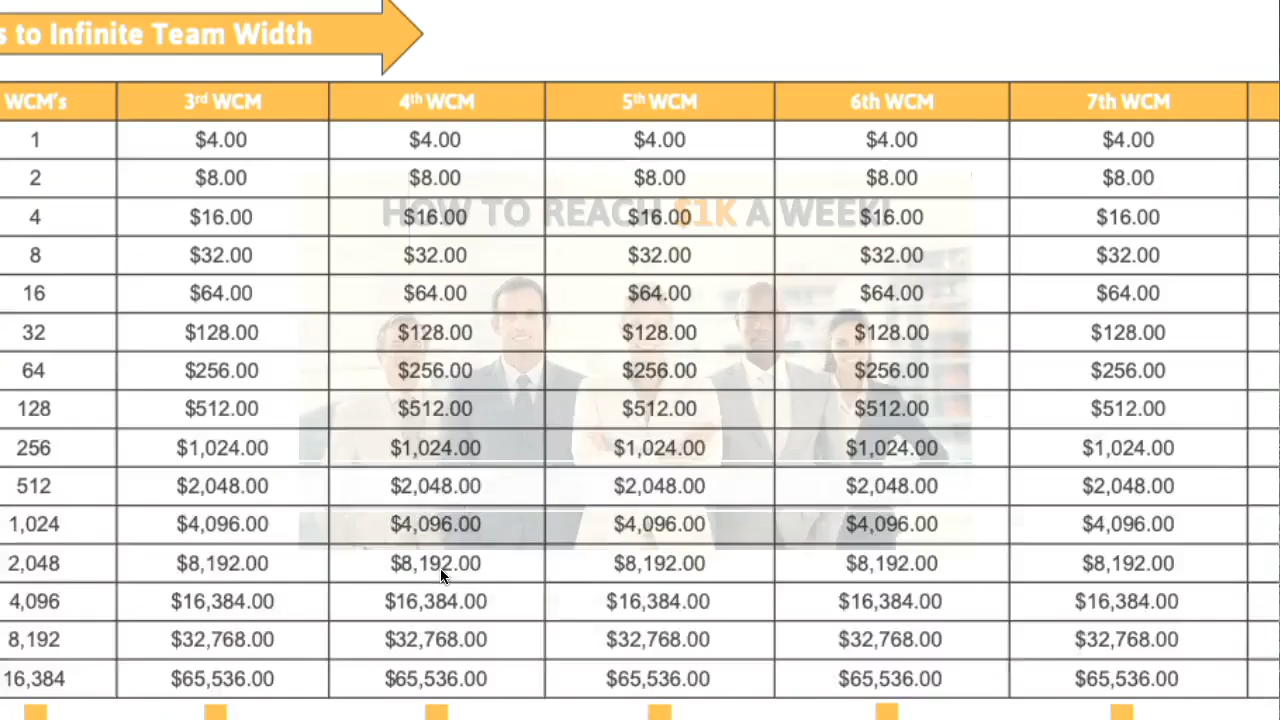 s to Infinite Team Width
WCM's 3rd WCM 4th WCM 5th WCM 6th WCM 7th WCM
1 $4.00 $4.00 $4.00 $4.00 $4.00
2 $8.00 $8.00 $8.00 $8.00 $8.00
HOW TO REACH $1K A WEEK!
4 $16.00 $16.00 $16.00 $16.00 $16.00
8 $32.00 $32.00 $32.00 $32.00 $32.00
16 $64.00 $64.00 $64.00 $64.00 $64.00
32 $128.00 $128.00 $128.00 $128.00 $128.00
64 $256.00 $256.00 $256.00 $256.00 $256.00
128 $512.00 $512.00 $512.00 $512.00 $512.00
256 $1,024.00 $1,024.00 $1,024.00 $1,024.00 $1,024.00
512 $2,048.00 $2,048.00 $2,048.00 $2,048.00 $2,048.00
1,024 $4,096.00 $4,096.00 $4,096.00 $4,096.00 $4,096.00
2,048 $8,192.00 $8,192.00 $8,192.00 $8,192.00 $8,192.00
4,096 $16,384.00 $16,384.00 $16,384.00 $16,384.00 $16,384.00
8,192 $32,768.00 $32,768.00 $32,768.00 $32,768.00 $32,768.00
16,384 $65,536.00 $65,536.00 $65,536.00 $65,536.00 $65,536.00